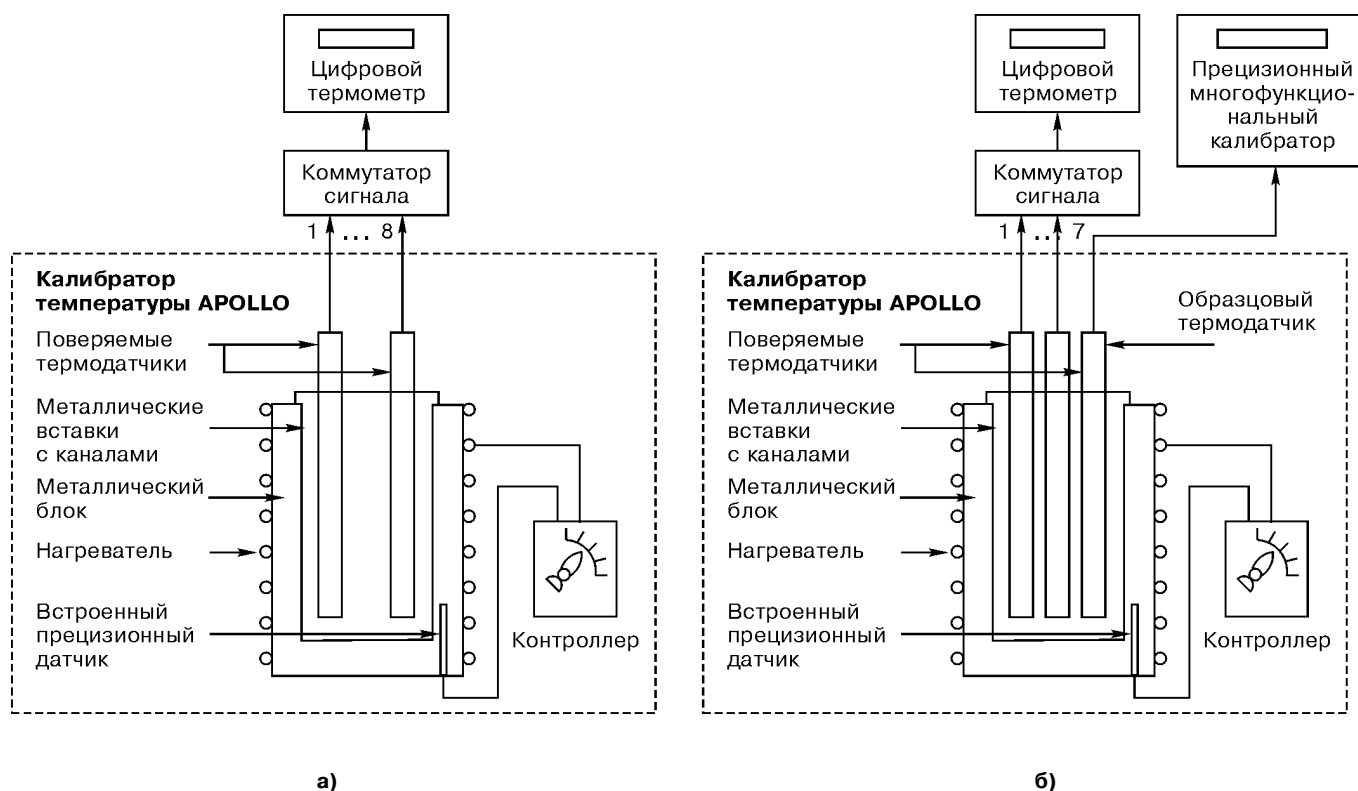 Цифровой
термометр
Коммутатор
сигнала
1 ... 8
Калибратор
температуры APOLLO
Поверяемые
термодатчики
Металлические
вставки
с каналами
Металлический
блок
Нагреватель
Встроенный
прецизионный
датчик
Контроллер
а)
Цифровой
термометр
Прецизионный
многофункцио-
нальный
калибратор
Коммутатор
сигнала
1 ... 7
Калибратор
температуры APOLLO
Образцовый
термодатчик
Поверяемые
термодатчики
Металлические
вставки
с каналами
Металлический
блок
Нагреватель
Встроенный
прецизионный
датчик
Контроллер
б)